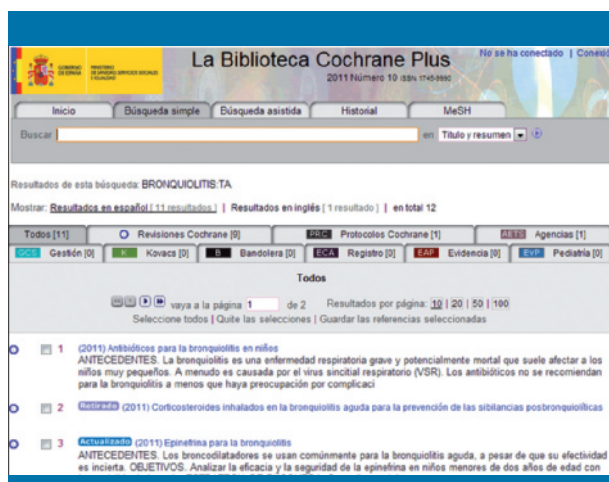 GOBIERNO DE ESPAÑA
MINISTERIO DE SANIDAD, SERVICIOS SOCIALES E IGUALDAD
La Biblioteca Cochrane Plus
No se ha conectado | Conexió
2011 Número 10 ISSN 1745-9990
Inicio Búsqueda simple Búsqueda asistida Historial MeSH
Buscar en Título y resumen
Resultados de esta búsqueda: BRONQUIOLITIS:TA
Mostrar: Resultados en español [ 11 resultados ] | Resultados en inglés [ 1 resultado ] | en total 12
Todos [11] Revisiones Cochrane [9] PRC Protocolos Cochrane [1] AETS Agencias [1]
GCS Gestión [0] K Kovacs [0] B Bandolera [0] ECA Registro [0] EAP Evidencia [0] EVP Pediatría [0]
Todos
vaya a la página 1 de 2 Resultados por página: 10 | 20 | 50 | 100
Seleccione todos | Quite las selecciones | Guardar las referencias seleccionadas
1 (2011) Antibióticos para la bronquiolitis en niños
ANTECEDENTES. La bronquiolitis es una enfermedad respiratoria grave y potencialmente mortal que suele afectar a los
niños muy pequeños. A menudo es causada por el virus sincitial respiratorio (VSR). Los antibióticos no se recomiendan
para la bronquiolitis a menos que haya preocupación por complicaci
2 Retirado (2011) Corticosteroides inhalados en la bronquiolitis aguda para la prevención de las sibilancias posbronquiolíticas
3 Actualizado (2011) Epinefrina para la bronquiolitis
ANTECEDENTES. Los broncodilatadores se usan comúnmente para la bronquiolitis aguda, a pesar de que su efectividad
es incierta. OBJETIVOS. Analizar la eficacia y la seguridad de la epinefrina en niños menores de dos años de edad con